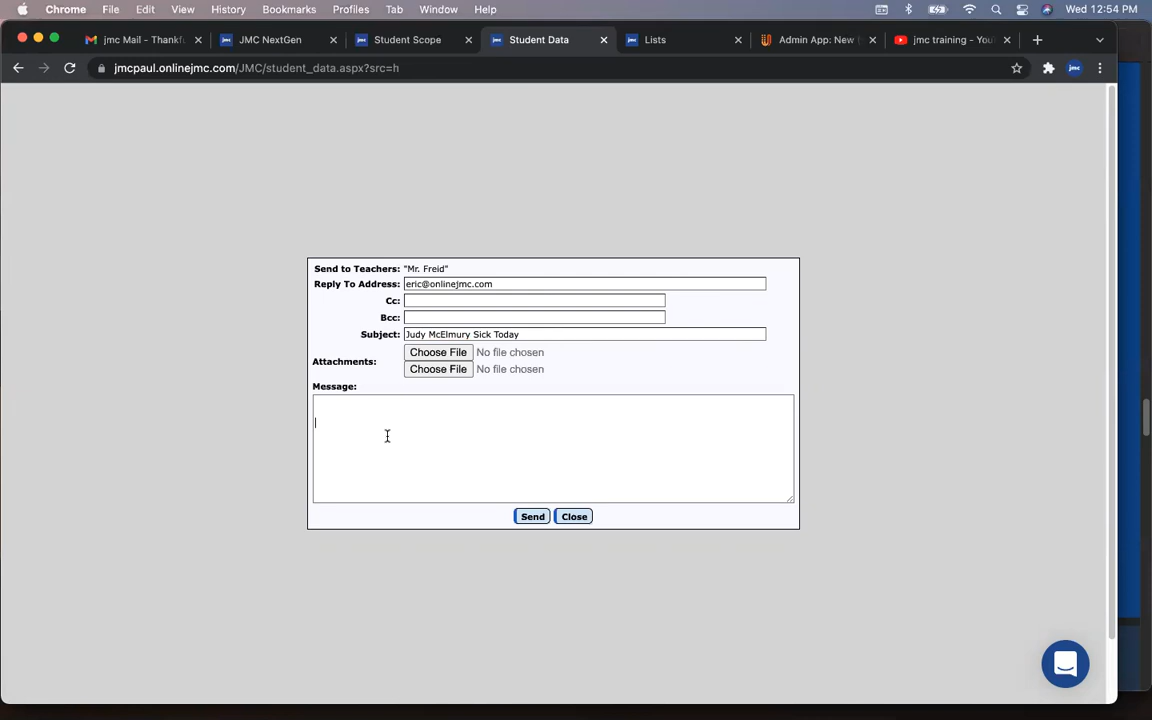 Chrome File Edit View History Bookmarks Profiles Tab Window Help Wed 12:54 PM
jmc Mail - Thankfu JMC NextGen Student Scope Student Data Lists Admin App: New jmc training - You
jmcpaul.onlinejmc.com/JMC/student_data.aspx?src=h jmc
Send to Teachers: "Mr. Freid"
Reply To Address: eric@onlinejmc.com
Cc:
Bcc:
Subject: Judy McElmury Sick Today
Attachments: Choose File No file chosen
Choose File No file chosen
Message:
Send Close